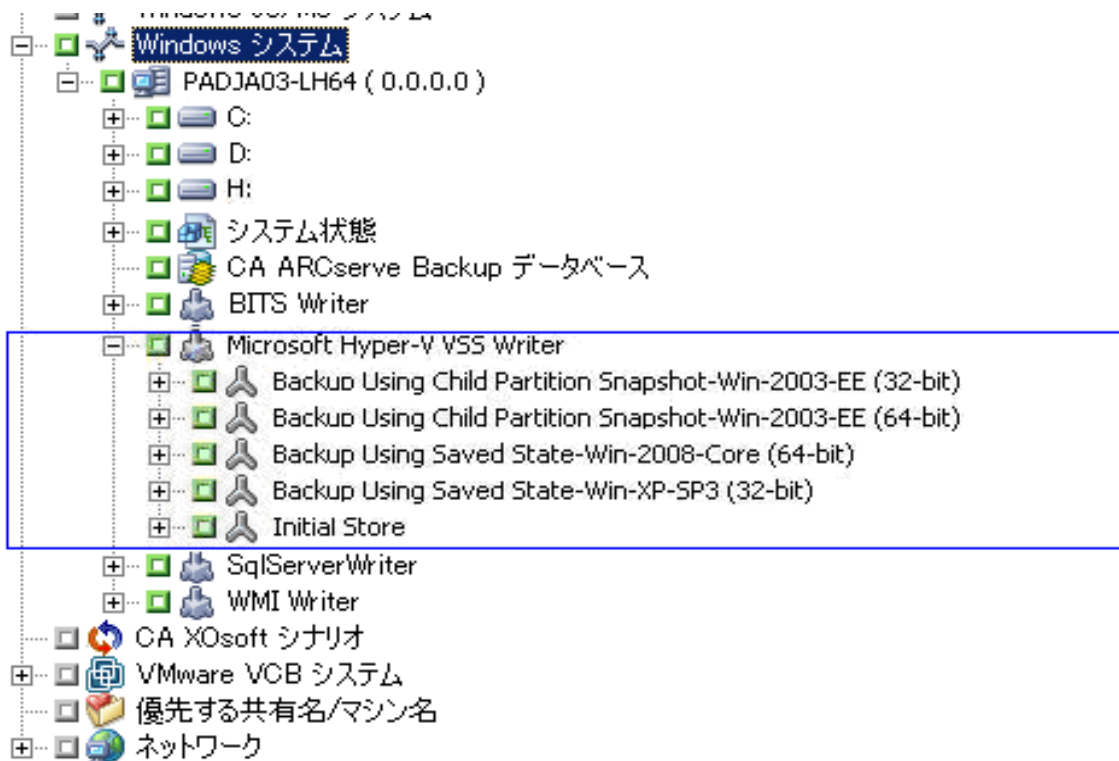 Windows システム
PADJA03-LH64 ( 0.0.0.0 )
C:
D:
H:
システム状態
CA ARCserve Backup データベース
BITS Writer
Microsoft Hyper-V VSS Writer
Backup Using Child Partition Snapshot-Win-2003-EE (32-bit)
Backup Using Child Partition Snapshot-Win-2003-EE (64-bit)
Backup Using Saved State-Win-2008-Core (64-bit)
Backup Using Saved State-Win-XP-SP3 (32-bit)
Initial Store
SqlServerWriter
WMI Writer
CA XOsoft シナリオ
VMware VCB システム
優先する共有名/マシン名
ネットワーク